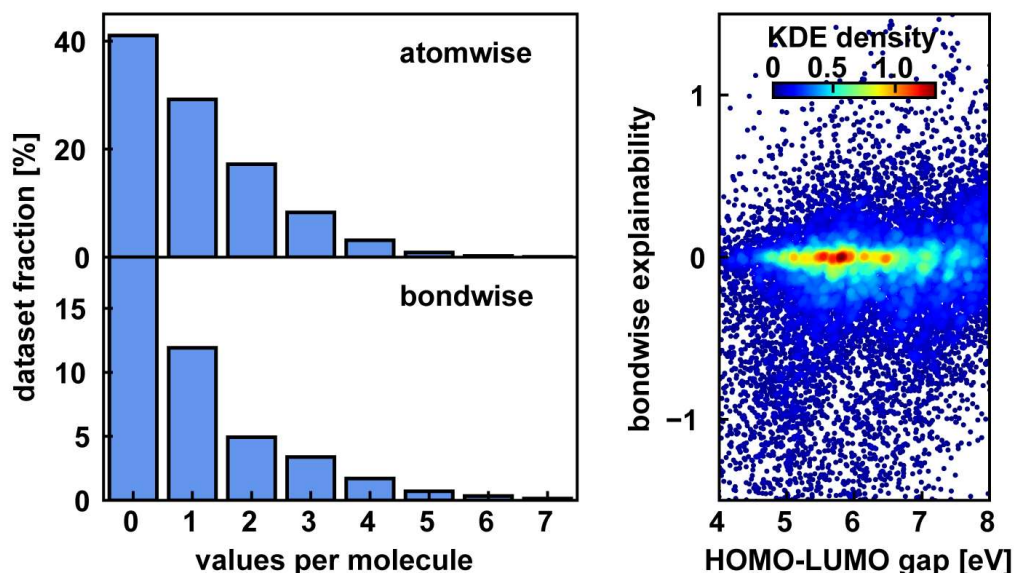 40
20
0
atomwise
dataset fraction [%]
15
10
5
0
bondwise
0 1 2 3 4 5 6 7
values per molecule
KDE density
0 0.5 1.0
bondwise explainability
1
0
−1
4 5 6 7 8
HOMO-LUMO gap [eV]